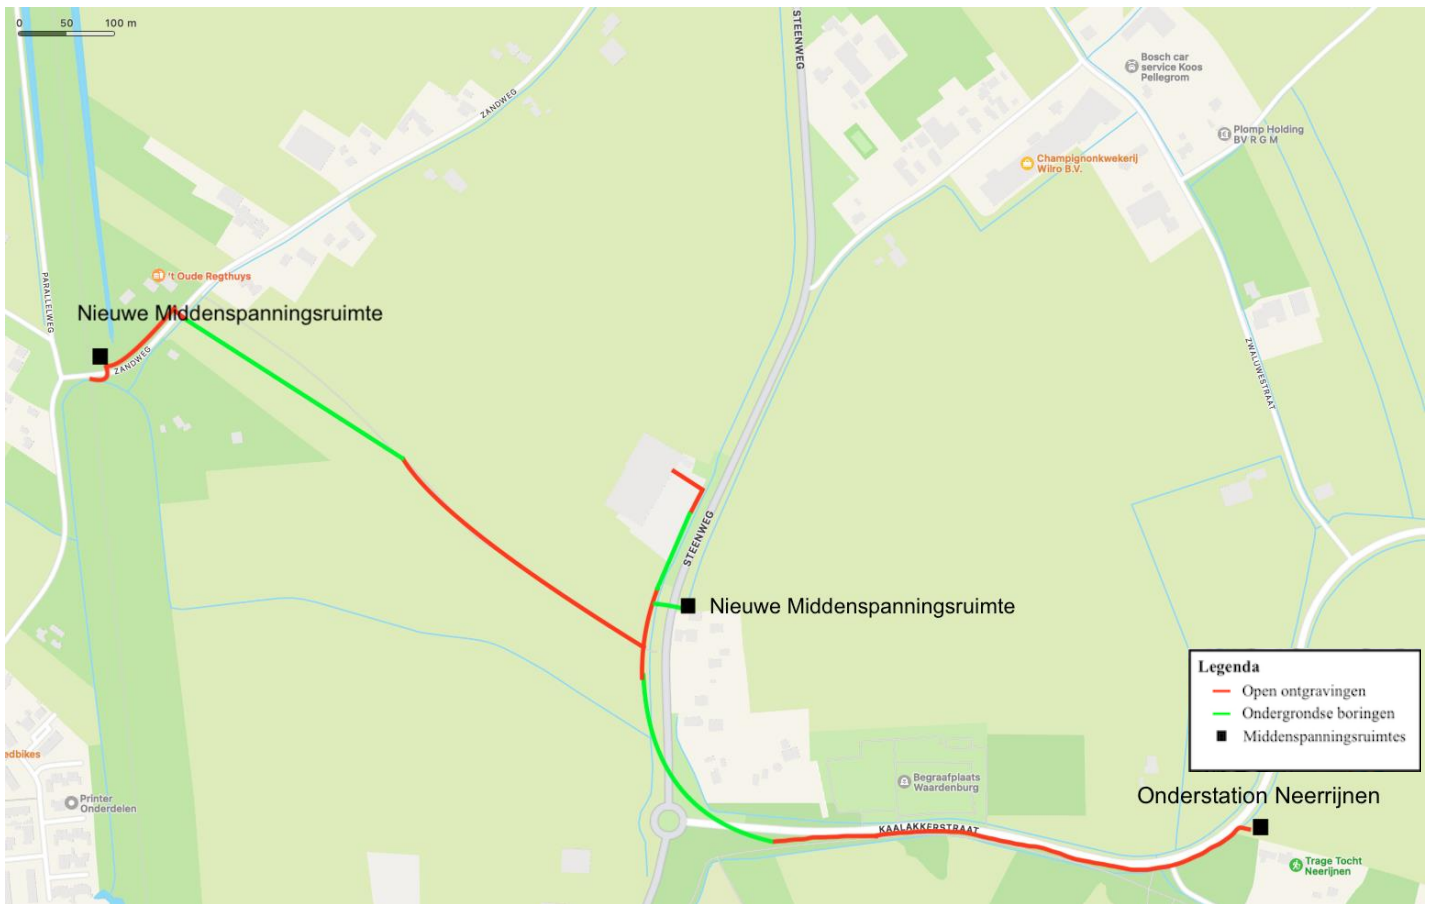 0 50 100 m
STEENWEG
Bosch car
service Koos
Pellegrom
ZANDWEG
Plomp Holding
BV R G M
Champignonkwekerij
Wilro B.V.
PARALLELWEG
't Oude Regthuys
Nieuwe Middenspanningsruimte
ZANDWEG
ZWALUWESTRAAT
STEENWEG
Nieuwe Middenspanningsruimte
Legenda
Open ontgravingen
Ondergrondse boringen
Middenspanningsruimtes
edbikes
Printer
Onderdelen
Begraafplaats
Waardenburg
Onderstation Neerrijnen
KAALAKKERSTRAAT
Trage Tocht
Neerijnen